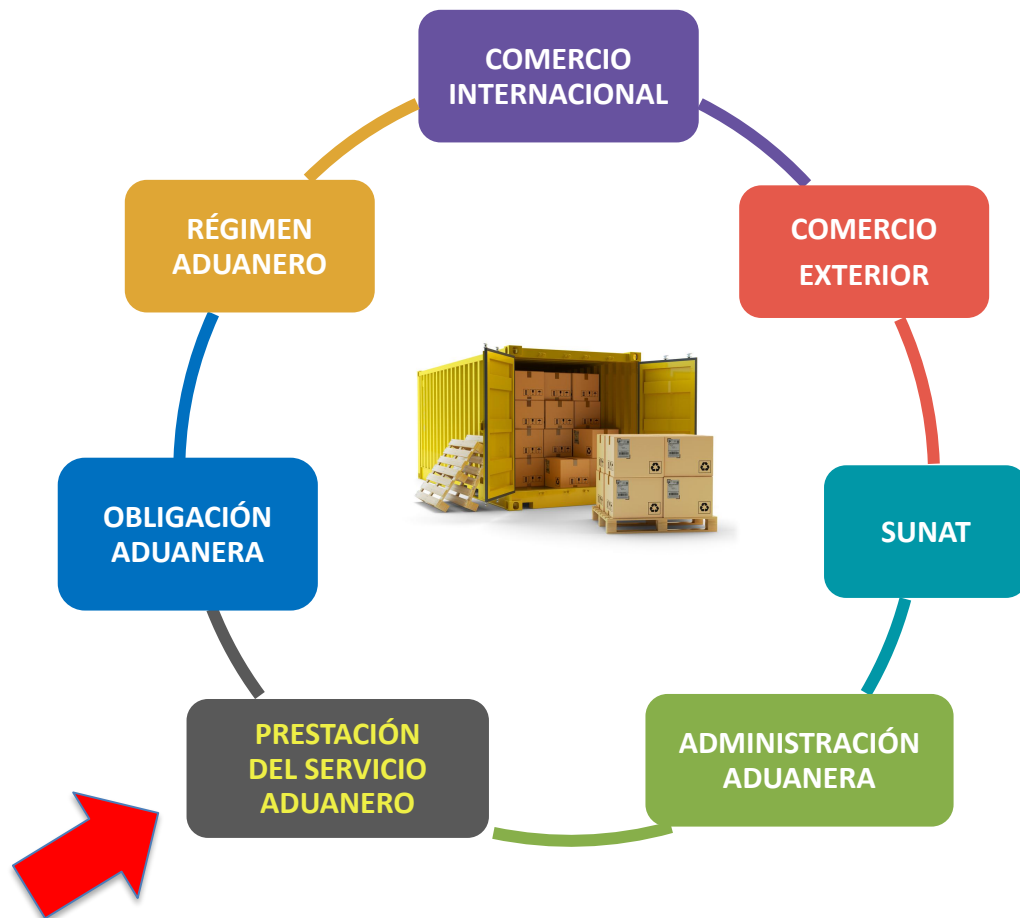 COMERCIO
INTERNACIONAL
COMERCIO
EXTERIOR
SUNAT
ADMINISTRACIÓN
ADUANERA
PRESTACIÓN
DEL SERVICIO
ADUANERO
OBLIGACIÓN
ADUANERA
RÉGIMEN
ADUANERO